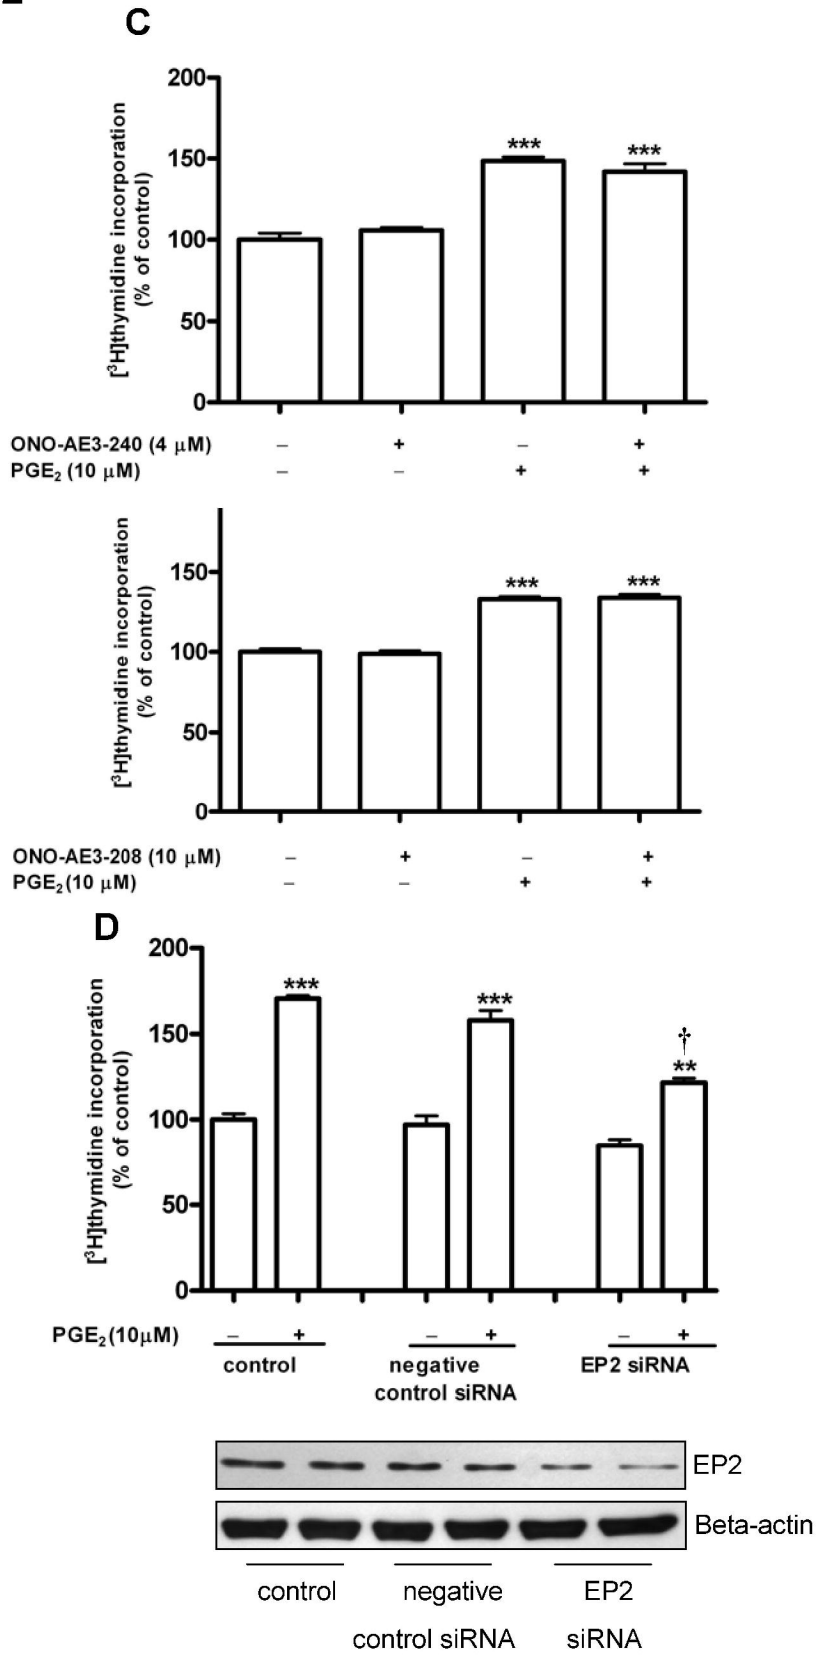 C
200
150
100
50
0
[³H]thymidine incorporation
(% of control)
*** ***
ONO-AE3-240 (4 µM) – + – +
PGE₂ (10 µM) – – + +
150
100
50
0
[³H]thymidine incorporation
(% of control)
*** ***
ONO-AE3-208 (10 µM) – + – +
PGE₂(10 µM) – – + +
D
200
150
100
50
0
[³H]thymidine incorporation
(% of control)
*** *** †
**
PGE₂(10µM) – + – + – +
control negative EP2 siRNA
control siRNA
EP2
Beta-actin
control negative EP2
control siRNA siRNA